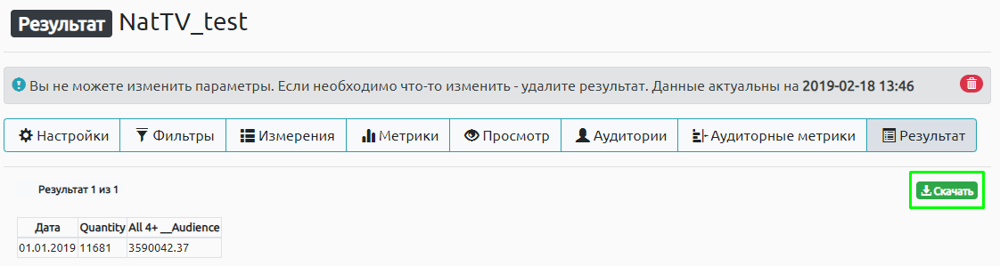 Результат NatTV_test
Вы не можете изменить параметры. Если необходимо что-то изменить - удалите результат. Данные актуальны на 2019-02-18 13:46
Настройки Фильтры Измерения Метрики Просмотр Аудитории Аудиторные метрики Результат
Результат 1 из 1 Скачать
Дата Quantity All 4+ __Audience
01.01.2019 11681 3590042.37